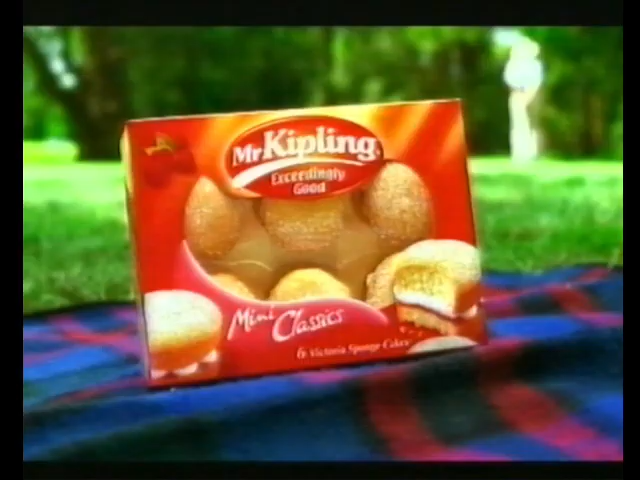 Mr Kipling
Exceedingly
Good
Mini Classics
6 Victoria Sponge Cakes